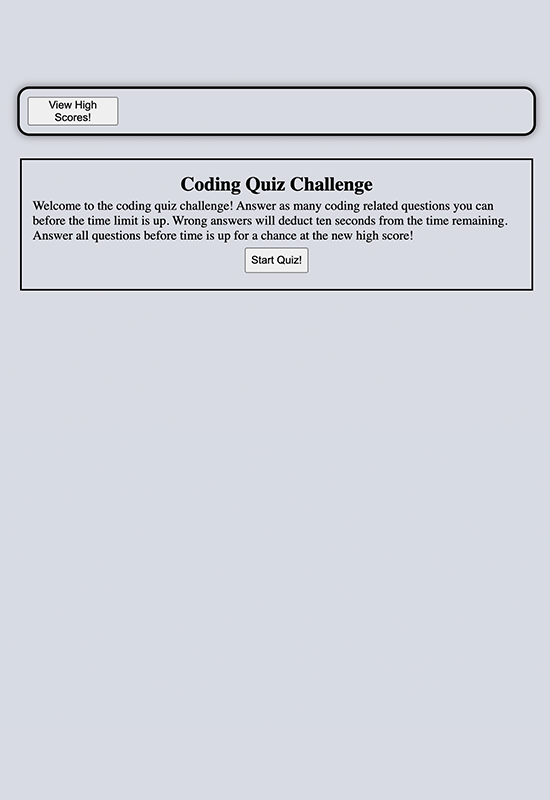 View High
Scores!
Coding Quiz Challenge
Welcome to the coding quiz challenge! Answer as many coding related questions you can
before the time limit is up. Wrong answers will deduct ten seconds from the time remaining.
Answer all questions before time is up for a chance at the new high score!
Start Quiz!